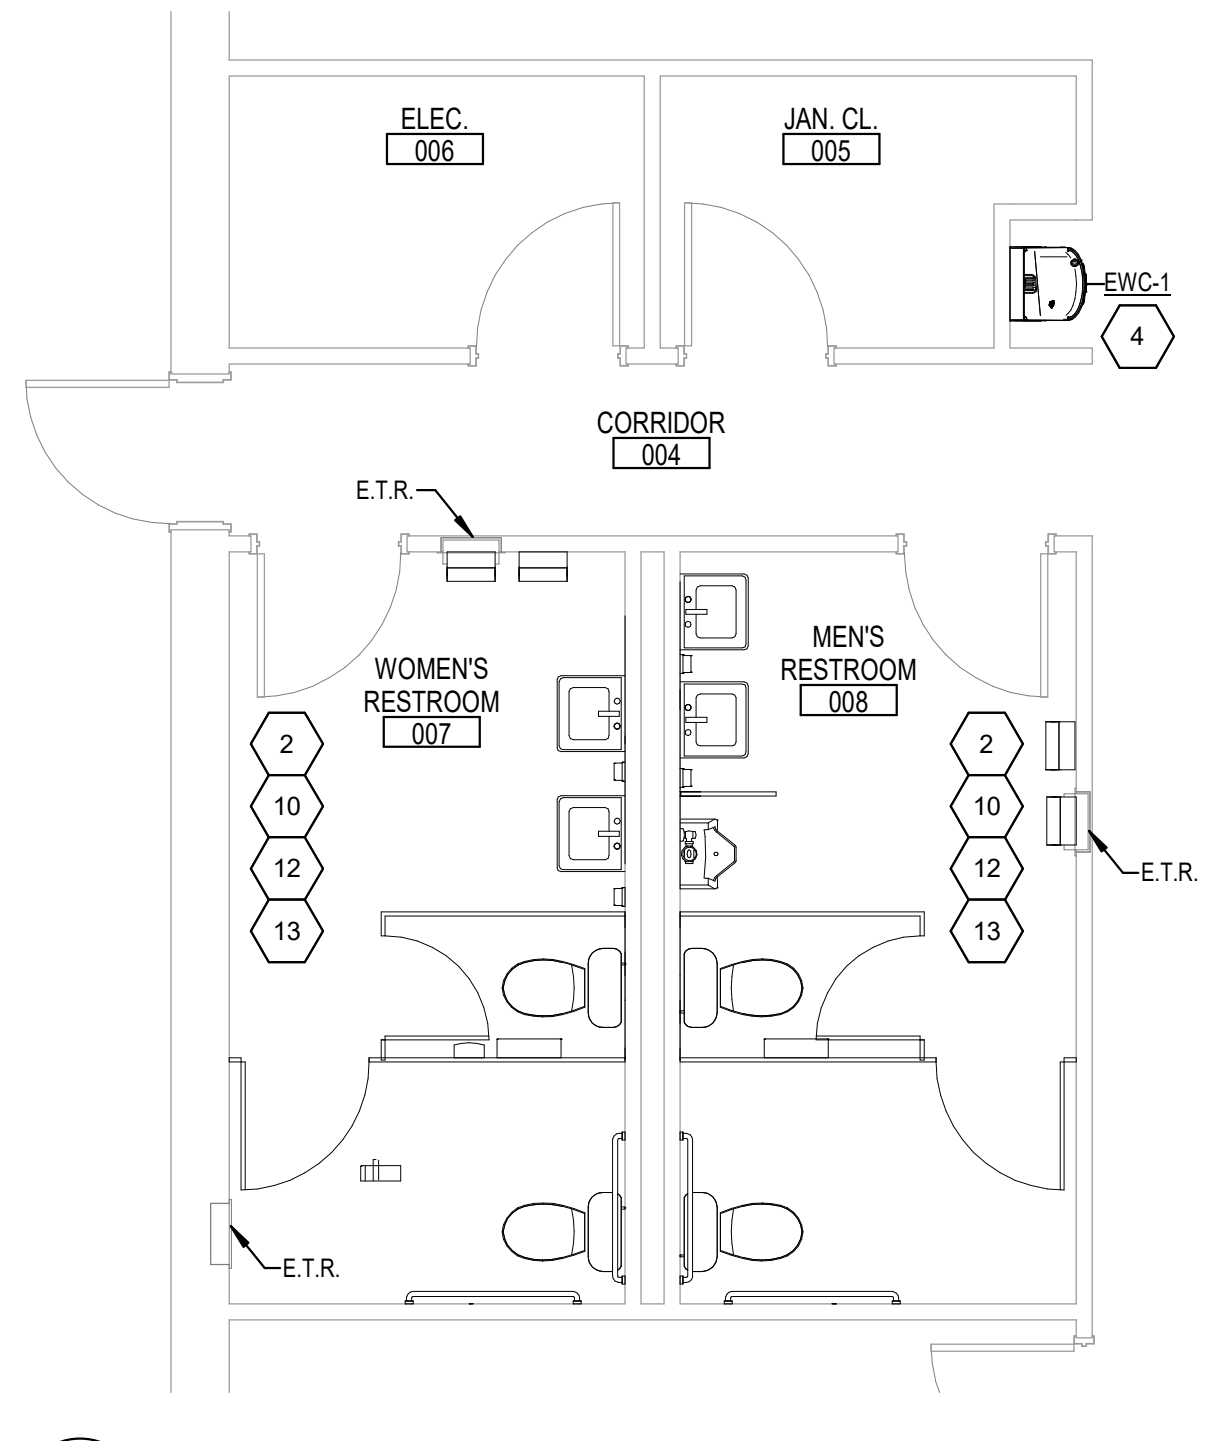 ELEC.
006
JAN. CL.
005
EWC-1
4
CORRIDOR
004
E.T.R.
WOMEN'S
RESTROOM
007
2
10
12
13
MEN'S
RESTROOM
008
2
10
12
13
E.T.R.
E.T.R.